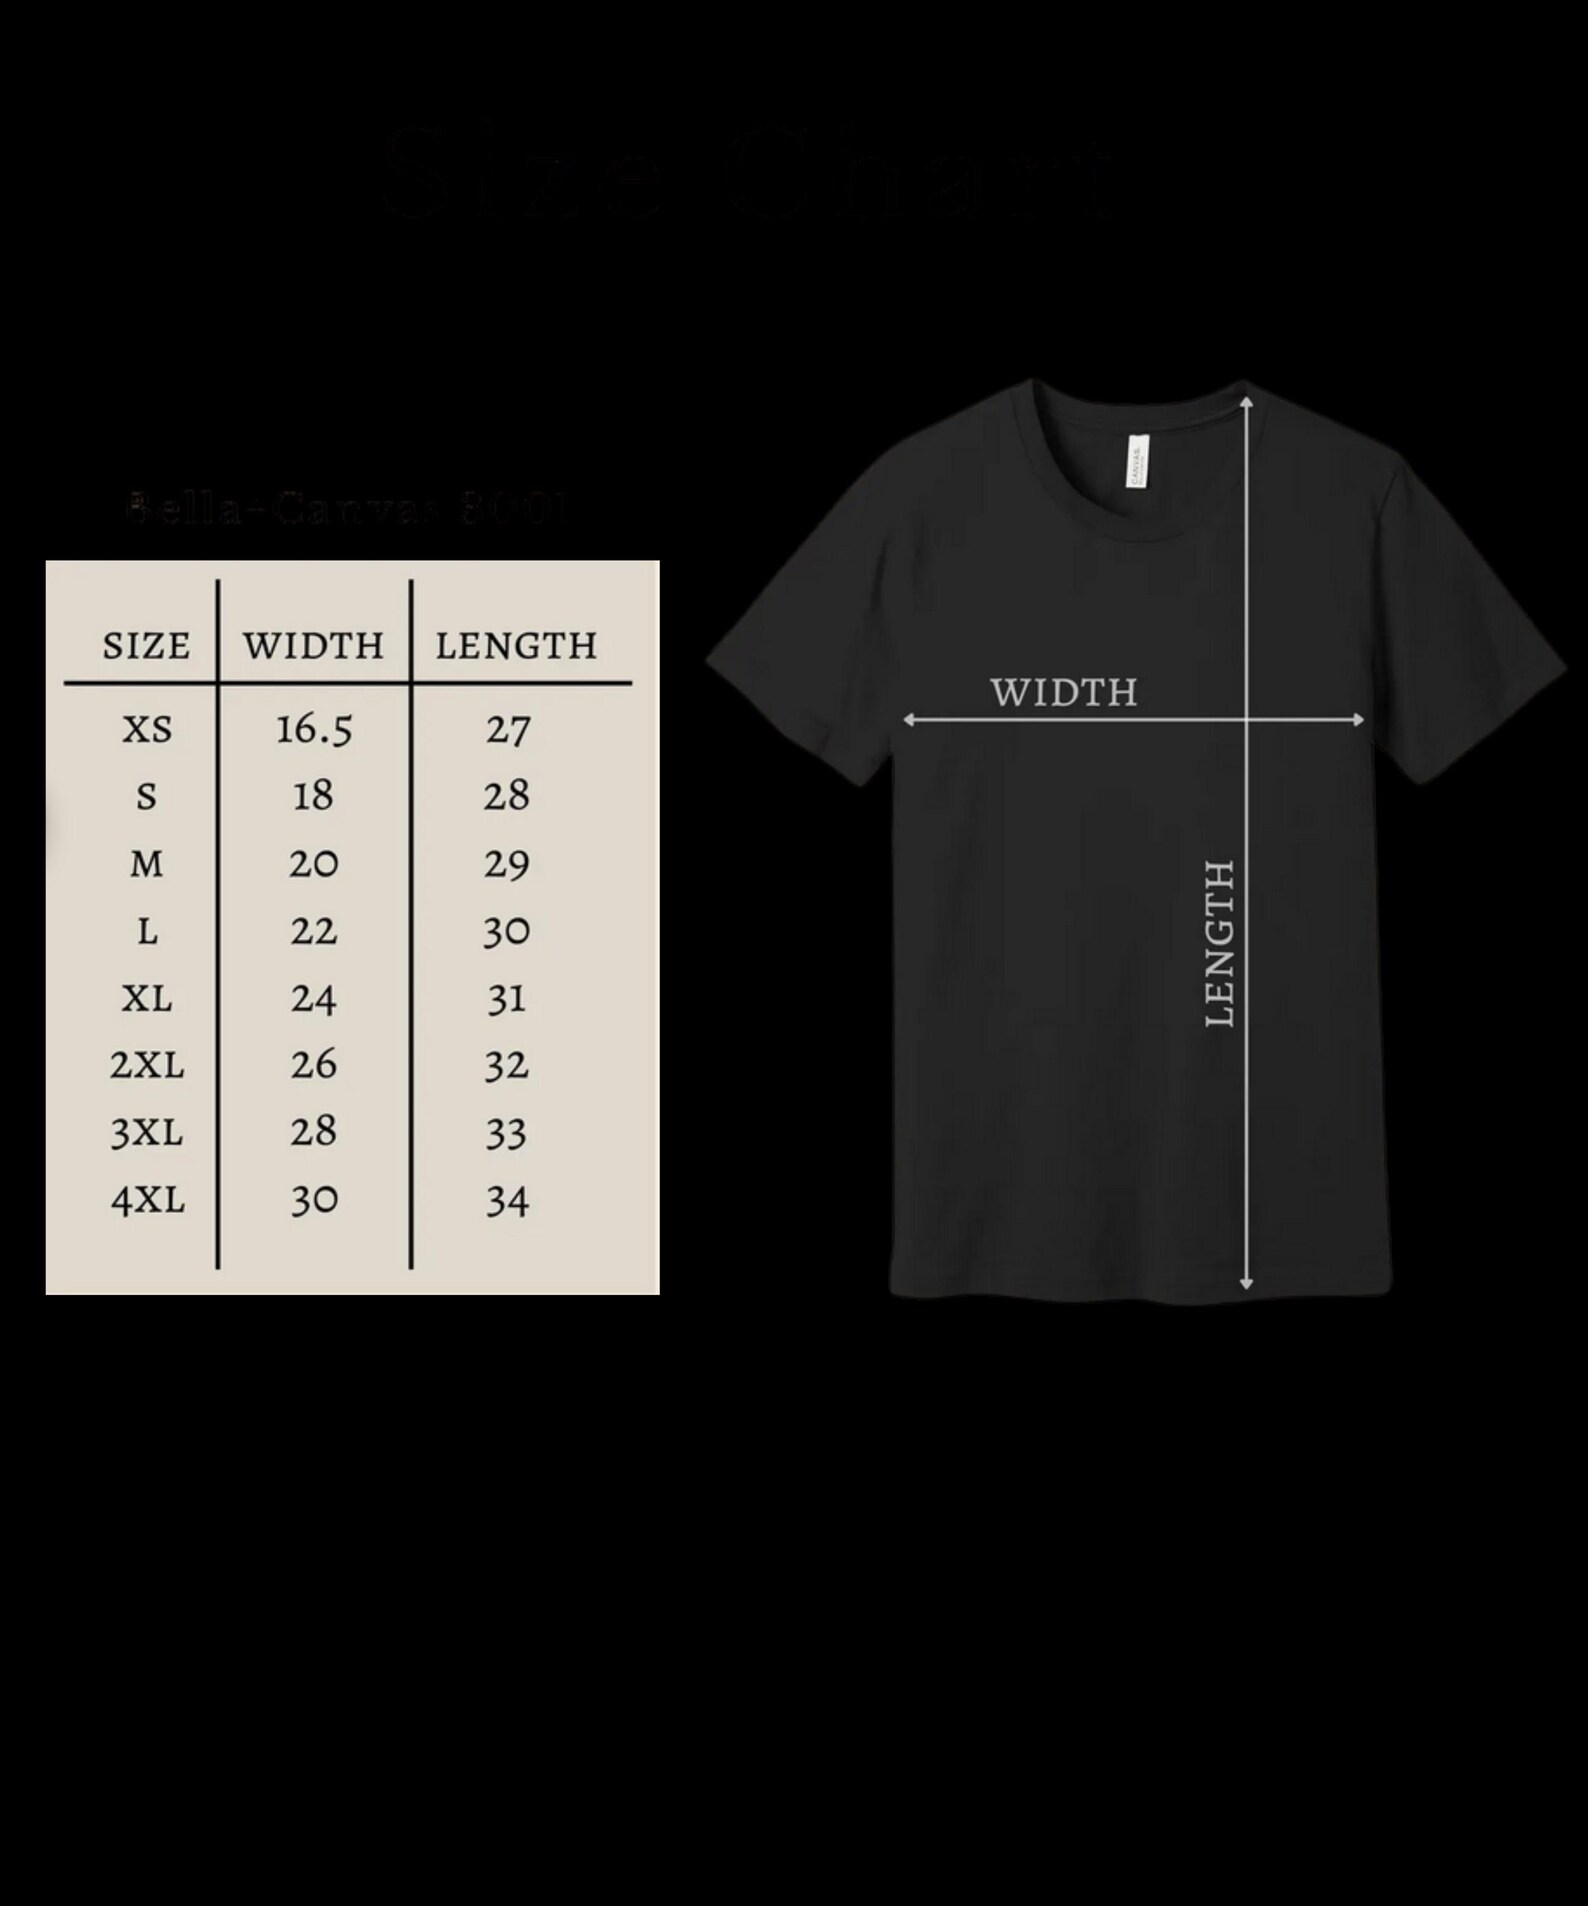 Size Chart
Bella+Canvas 3001
SIZE WIDTH LENGTH
XS 16.5 27
S 18 28
M 20 29
L 22 30
XL 24 31
2XL 26 32
3XL 28 33
4XL 30 34
CANVAS
WIDTH
LENGTH